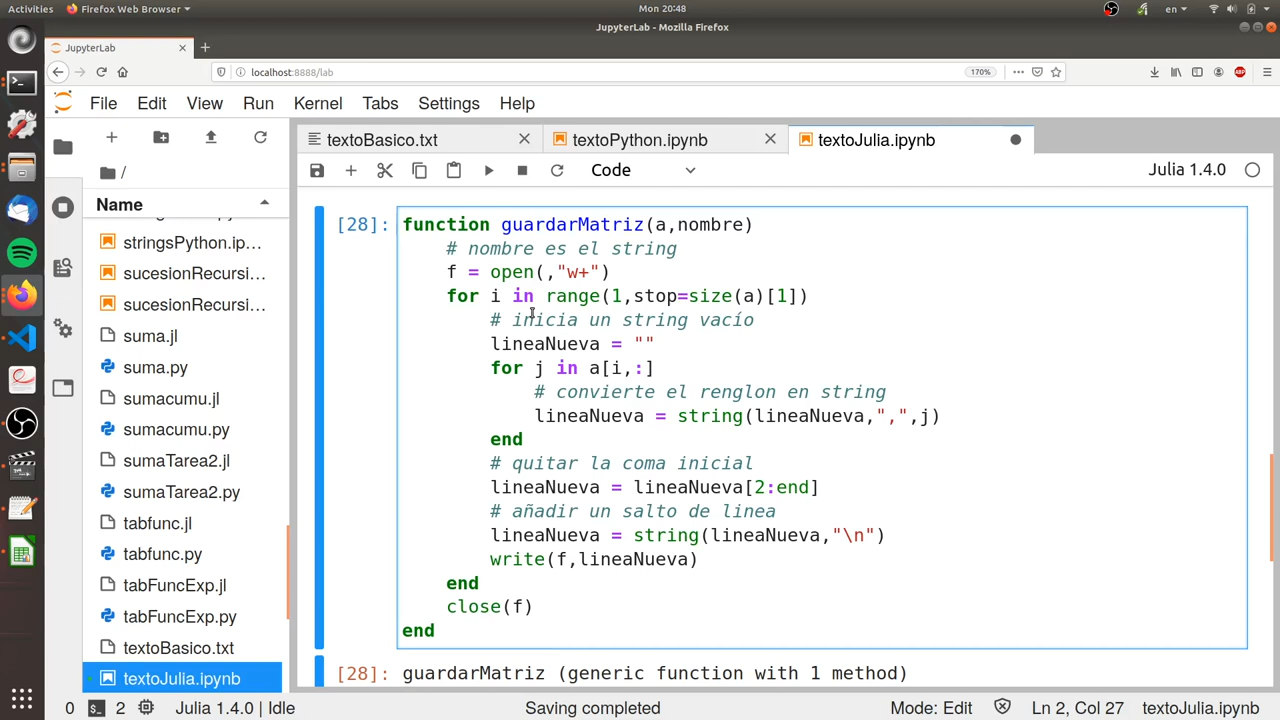 Activities Firefox Web Browser Mon 20:48 en
JupyterLab - Mozilla Firefox
JupyterLab
localhost:8888/lab 170% ABP
File Edit View Run Kernel Tabs Settings Help
textoBasico.txt textoPython.ipynb textoJulia.ipynb
/ Code Julia 1.4.0
Name
stringsPython.ip…
sucesionRecursi…
sucesionRecursi…
suma.jl
suma.py
sumacumu.jl
sumacumu.py
sumaTarea2.jl
sumaTarea2.py
tabfunc.jl
tabfunc.py
tabFuncExp.jl
tabFuncExp.py
textoBasico.txt
textoJulia.ipynb
[28]: function guardarMatriz(a,nombre)
# nombre es el string
f = open(,"w+")
for i in range(1,stop=size(a)[1])
# inicia un string vacío
lineaNueva = ""
for j in a[i,:]
# convierte el renglon en string
lineaNueva = string(lineaNueva,",",j)
end
# quitar la coma inicial
lineaNueva = lineaNueva[2:end]
# añadir un salto de linea
lineaNueva = string(lineaNueva,"\n")
write(f,lineaNueva)
end
close(f)
end
[28]: guardarMatriz (generic function with 1 method)
0 2 Julia 1.4.0 | Idle Saving completed Mode: Edit Ln 2, Col 27 textoJulia.ipynb